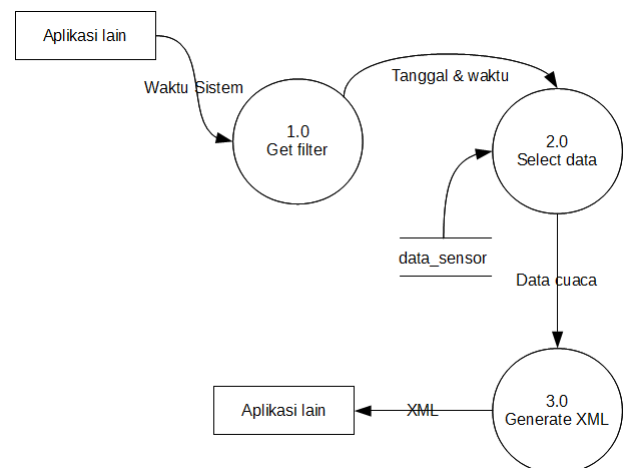 Aplikasi lain
Waktu Sistem
1.0
Get filter
Tanggal & waktu
2.0
Select data
data_sensor
Data cuaca
3.0
Generate XML
XML
Aplikasi lain